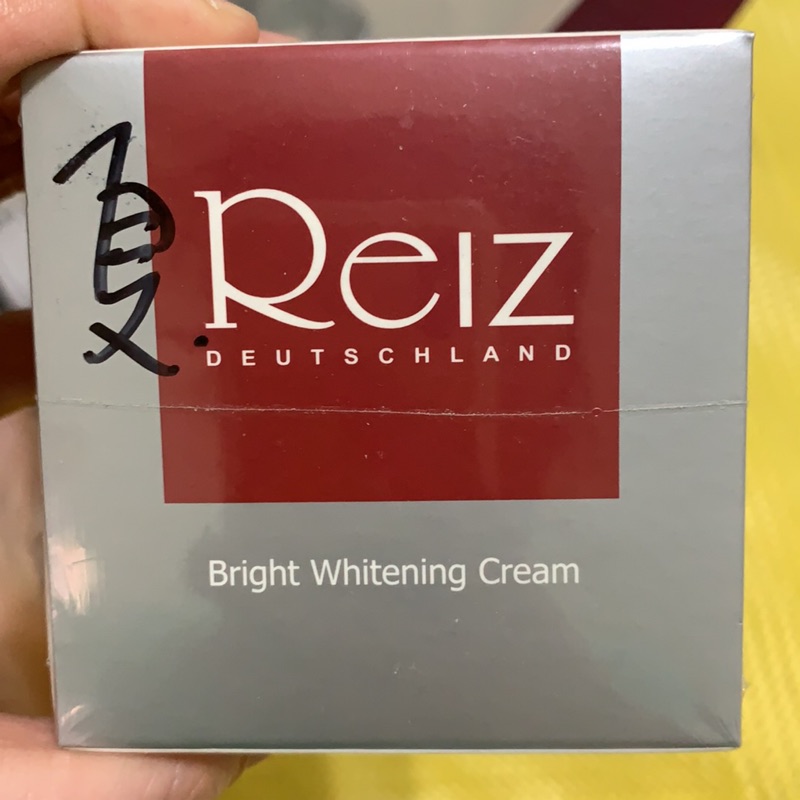 夏.
Reiz
DEUTSCHLAND
Bright Whitening Cream